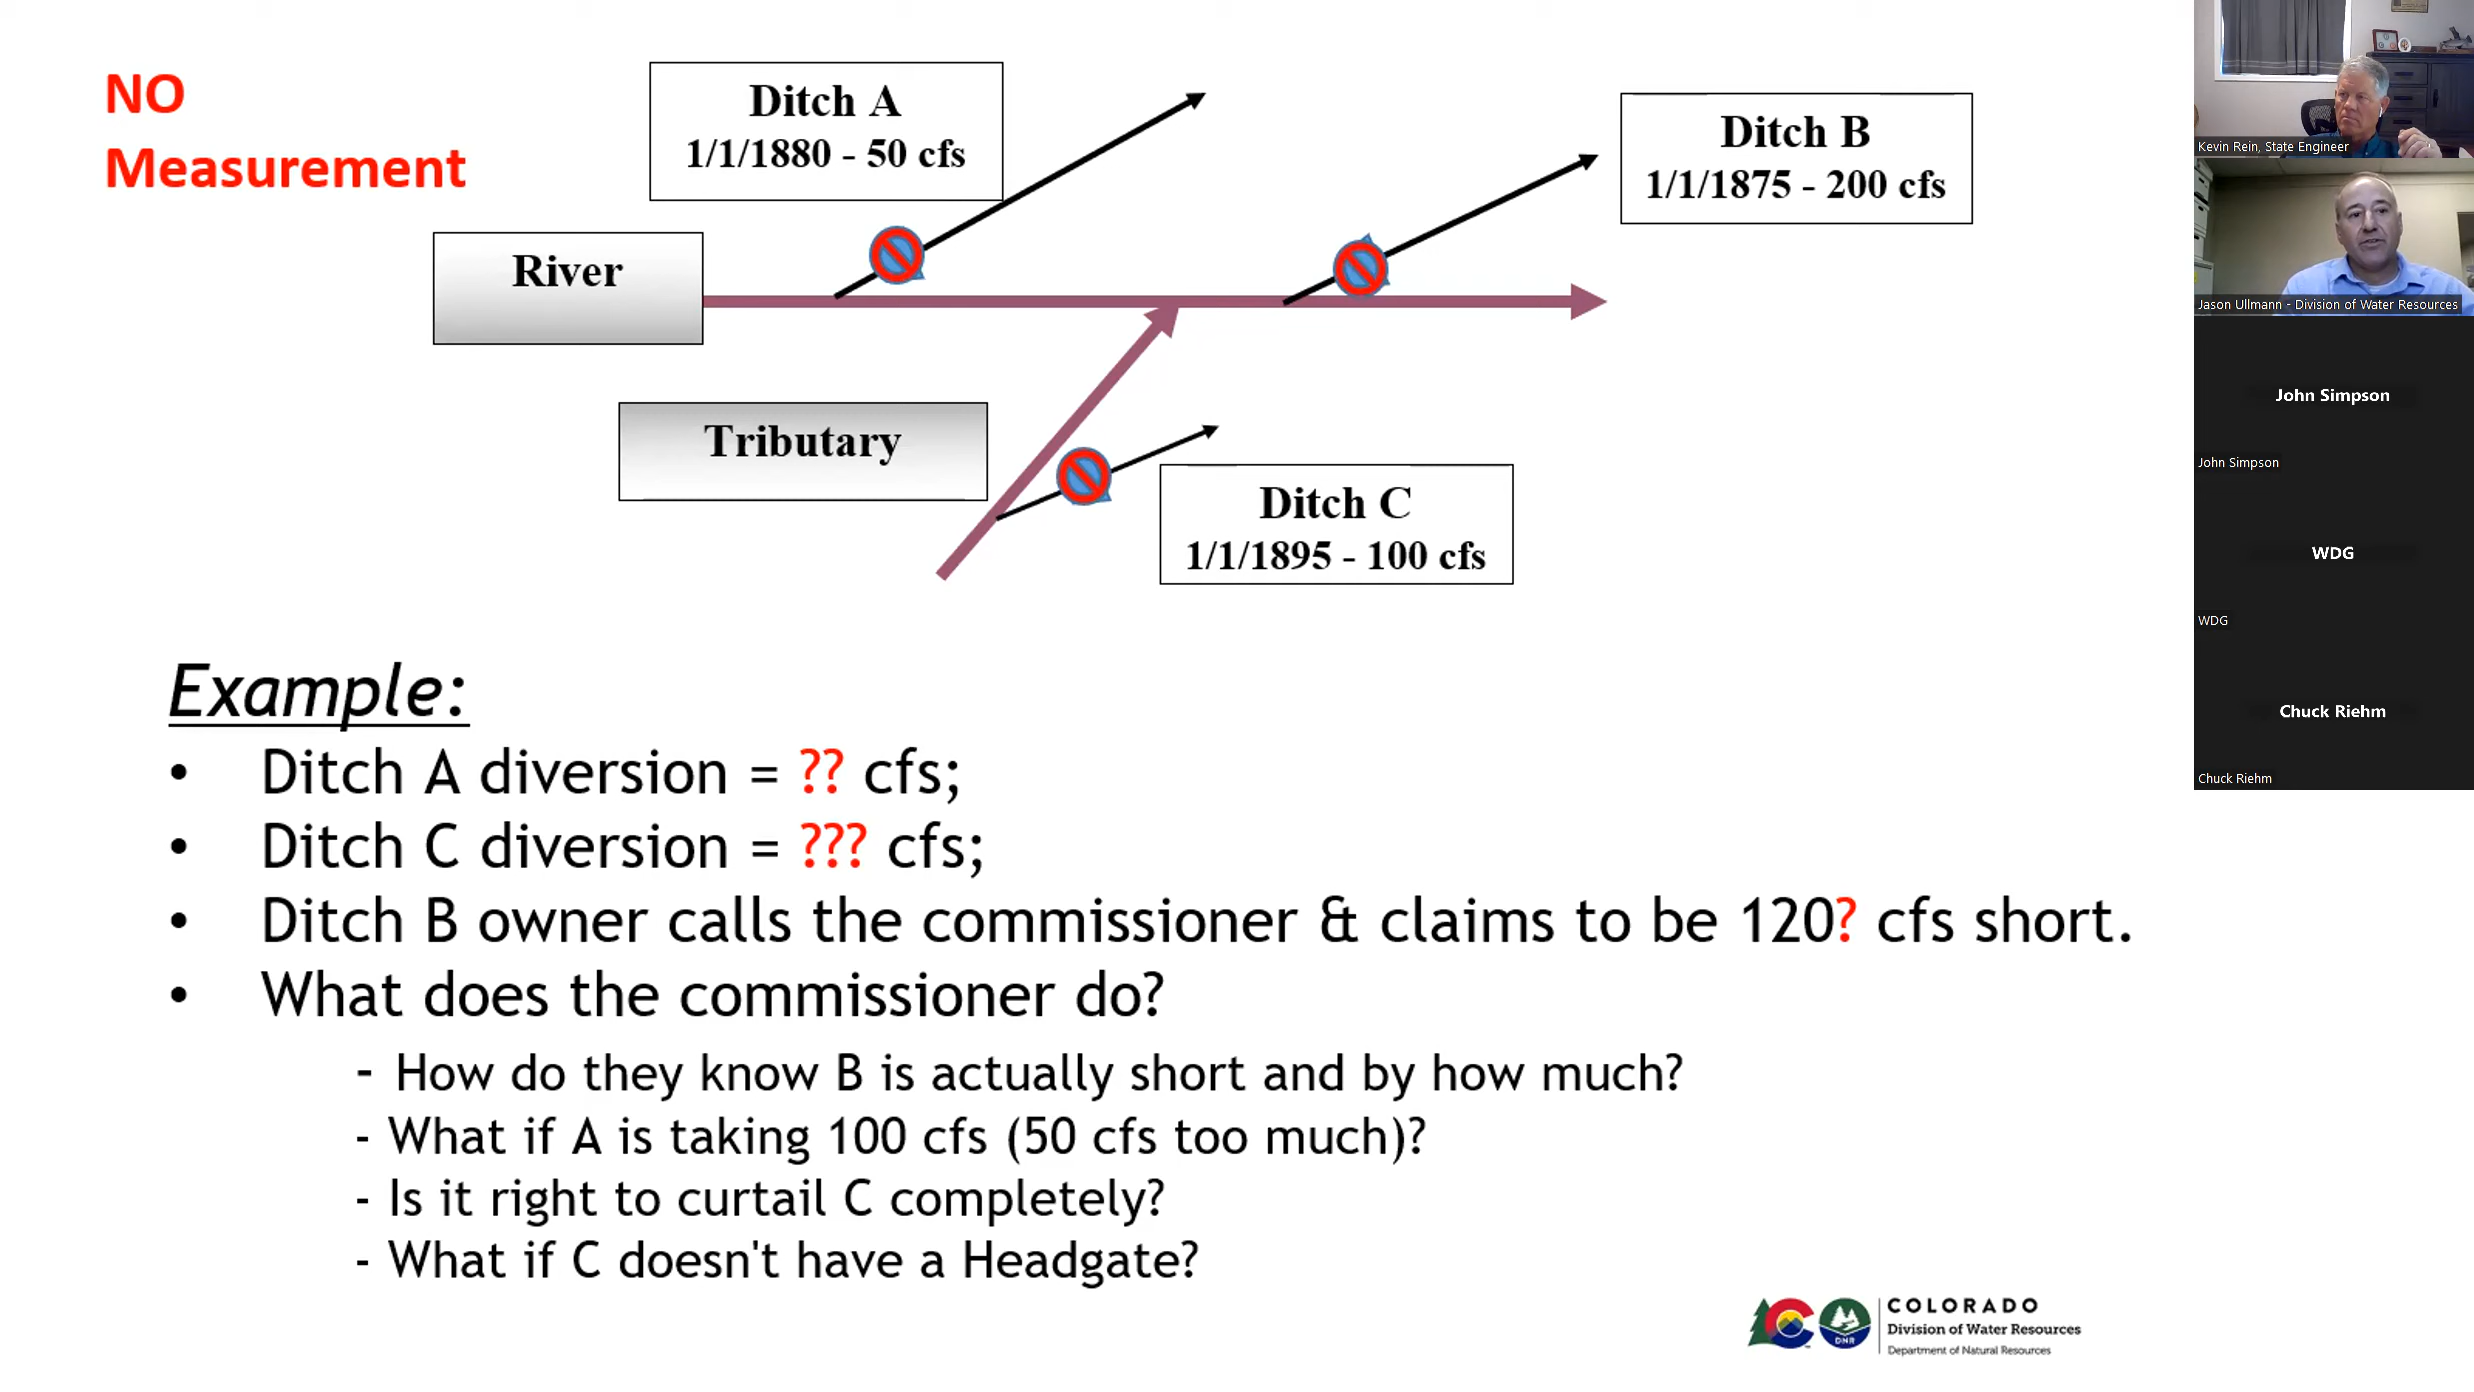 NO
Measurement
Ditch A
1/1/1880 - 50 cfs
Ditch B
1/1/1875 - 200 cfs
River
Tributary
Ditch C
1/1/1895 - 100 cfs
Example:
• Ditch A diversion = ?? cfs;
• Ditch C diversion = ??? cfs;
• Ditch B owner calls the commissioner & claims to be 120? cfs short.
• What does the commissioner do?
- How do they know B is actually short and by how much?
- What if A is taking 100 cfs (50 cfs too much)?
- Is it right to curtail C completely?
- What if C doesn't have a Headgate?
DNR
COLORADO
Division of Water Resources
Department of Natural Resources
Kevin Rein, State Engineer
Jason Ullmann - Division of Water Resources
John Simpson
John Simpson
WDG
WDG
Chuck Riehm
Chuck Riehm